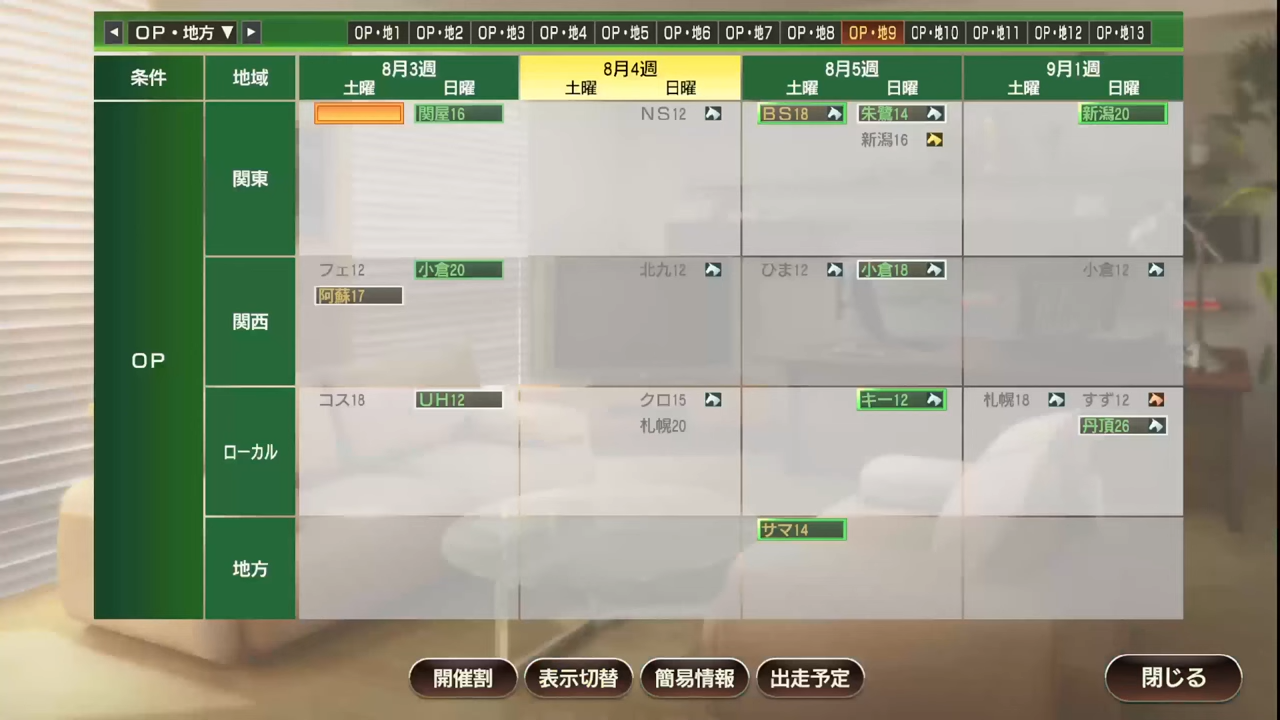 ◀ OP・地方▼ ▶ OP・地1 OP・地2 OP・地3 OP・地4 OP・地5 OP・地6 OP・地7 OP・地8 OP・地9 OP・地10 OP・地11 OP・地12 OP・地13
条件 地域 8月3週 8月4週 8月5週 9月1週
土曜 日曜 土曜 日曜 土曜 日曜 土曜 日曜
OP
関東
関屋16 NS12 BS18 朱鷺14 新潟20
新潟16
関西
フェ12 小倉20 北九12 ひま12 小倉18 小倉12
阿蘇17
ローカル
コス18 UH12 クロ15 キー12 札幌18 すず12
札幌20 丹頂26
地方
サマ14
開催割 表示切替 簡易情報 出走予定 閉じる